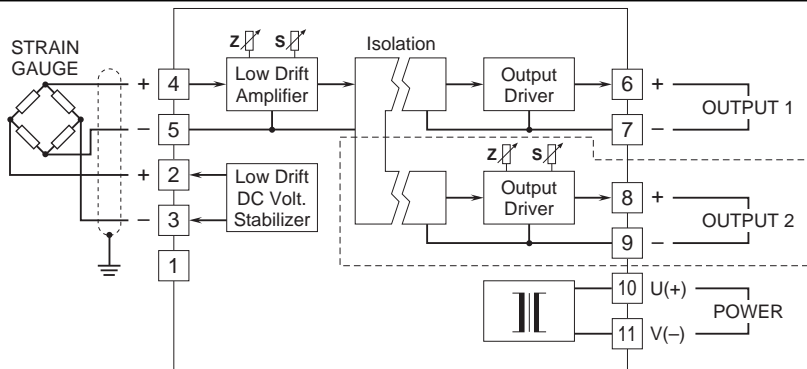 STRAIN
GAUGE
+ 4
− 5
+ 2
− 3
1
Z S
Low Drift
Amplifier
Low Drift
DC Volt.
Stabilizer
Isolation
Output
Driver
6 +
7 −
OUTPUT 1
Z S
Output
Driver
8 +
9 −
OUTPUT 2
10 U(+)
11 V(−)
POWER